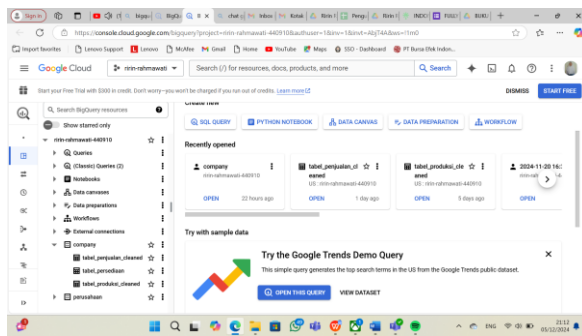 Sign in
https://console.cloud.google.com/bigquery?project=ririn-rahmawati-440910&authuser=1&inv=1&invt=AbjT4A&ws=!1m0
Import favorites
Lenovo Support
Lenovo
McAfee
Gmail
Home
YouTube
Maps
SSO - Dashboard
PT Bursa Efek Indon...
Google Cloud
ririn-rahmawati
Search (/) for resources, docs, products, and more
Search
Start your Free Trial with $300 in credit. Don't worry—you won't be charged if you run out of credits. Learn more
DISMISS
START FREE
Search BigQuery resources
Show starred only
ririn-rahmawati-440910
Queries
(Classic) Queries (2)
Notebooks
Data canvases
Data preparations
Workflows
External connections
company
tabel_penjualan_cleaned
tabel_persediaan
tabel_produksi_cleaned
perusahaan
Create new
SQL QUERY
PYTHON NOTEBOOK
DATA CANVAS
DATA PREPARATION
WORKFLOW
Recently opened
company
ririn-rahmawati-440910
OPEN
22 hours ago
tabel_penjualan_cl
eaned
US : ririn-rahmawati-440910
OPEN
1 day ago
tabel_produksi_cle
aned
US : ririn-rahmawati-440910
OPEN
5 days ago
2024-11-20 16:
OPEN
Try with sample data
Try the Google Trends Demo Query
This simple query generates the top search terms in the US from the Google Trends public dataset.
OPEN THIS QUERY
VIEW DATASET
ENG
21:12
05/12/2024